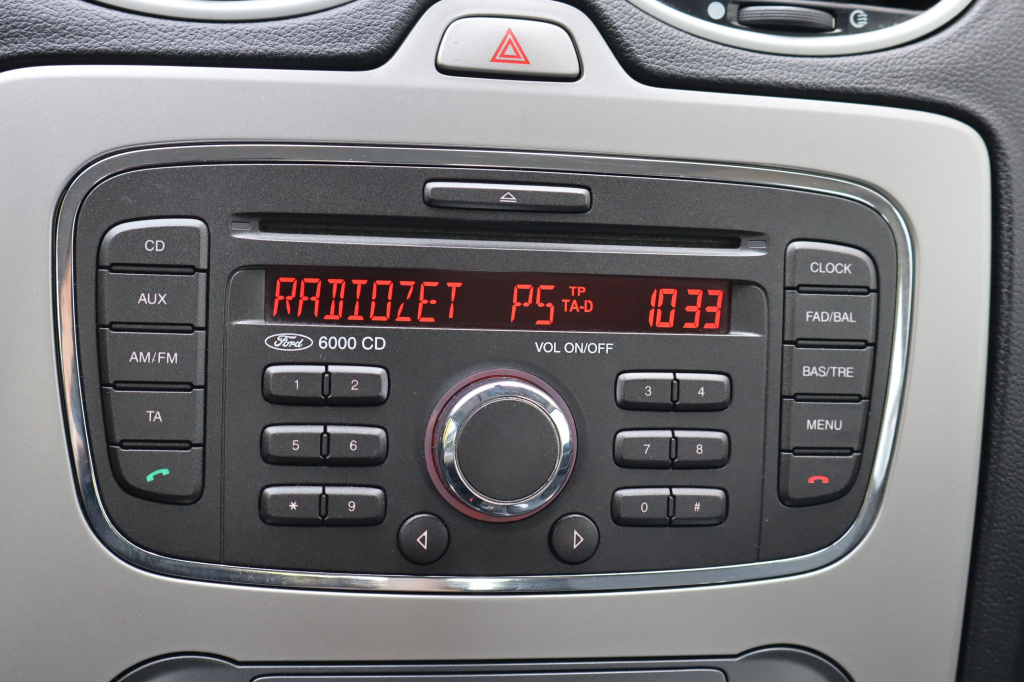 CD
AUX
AM/FM
TA
RADIOZET PS TP TA-D 1033
Ford 6000 CD
VOL ON/OFF
1 2
3 4
5 6
7 8
* 9
0 #
CLOCK
FAD/BAL
BAS/TRE
MENU